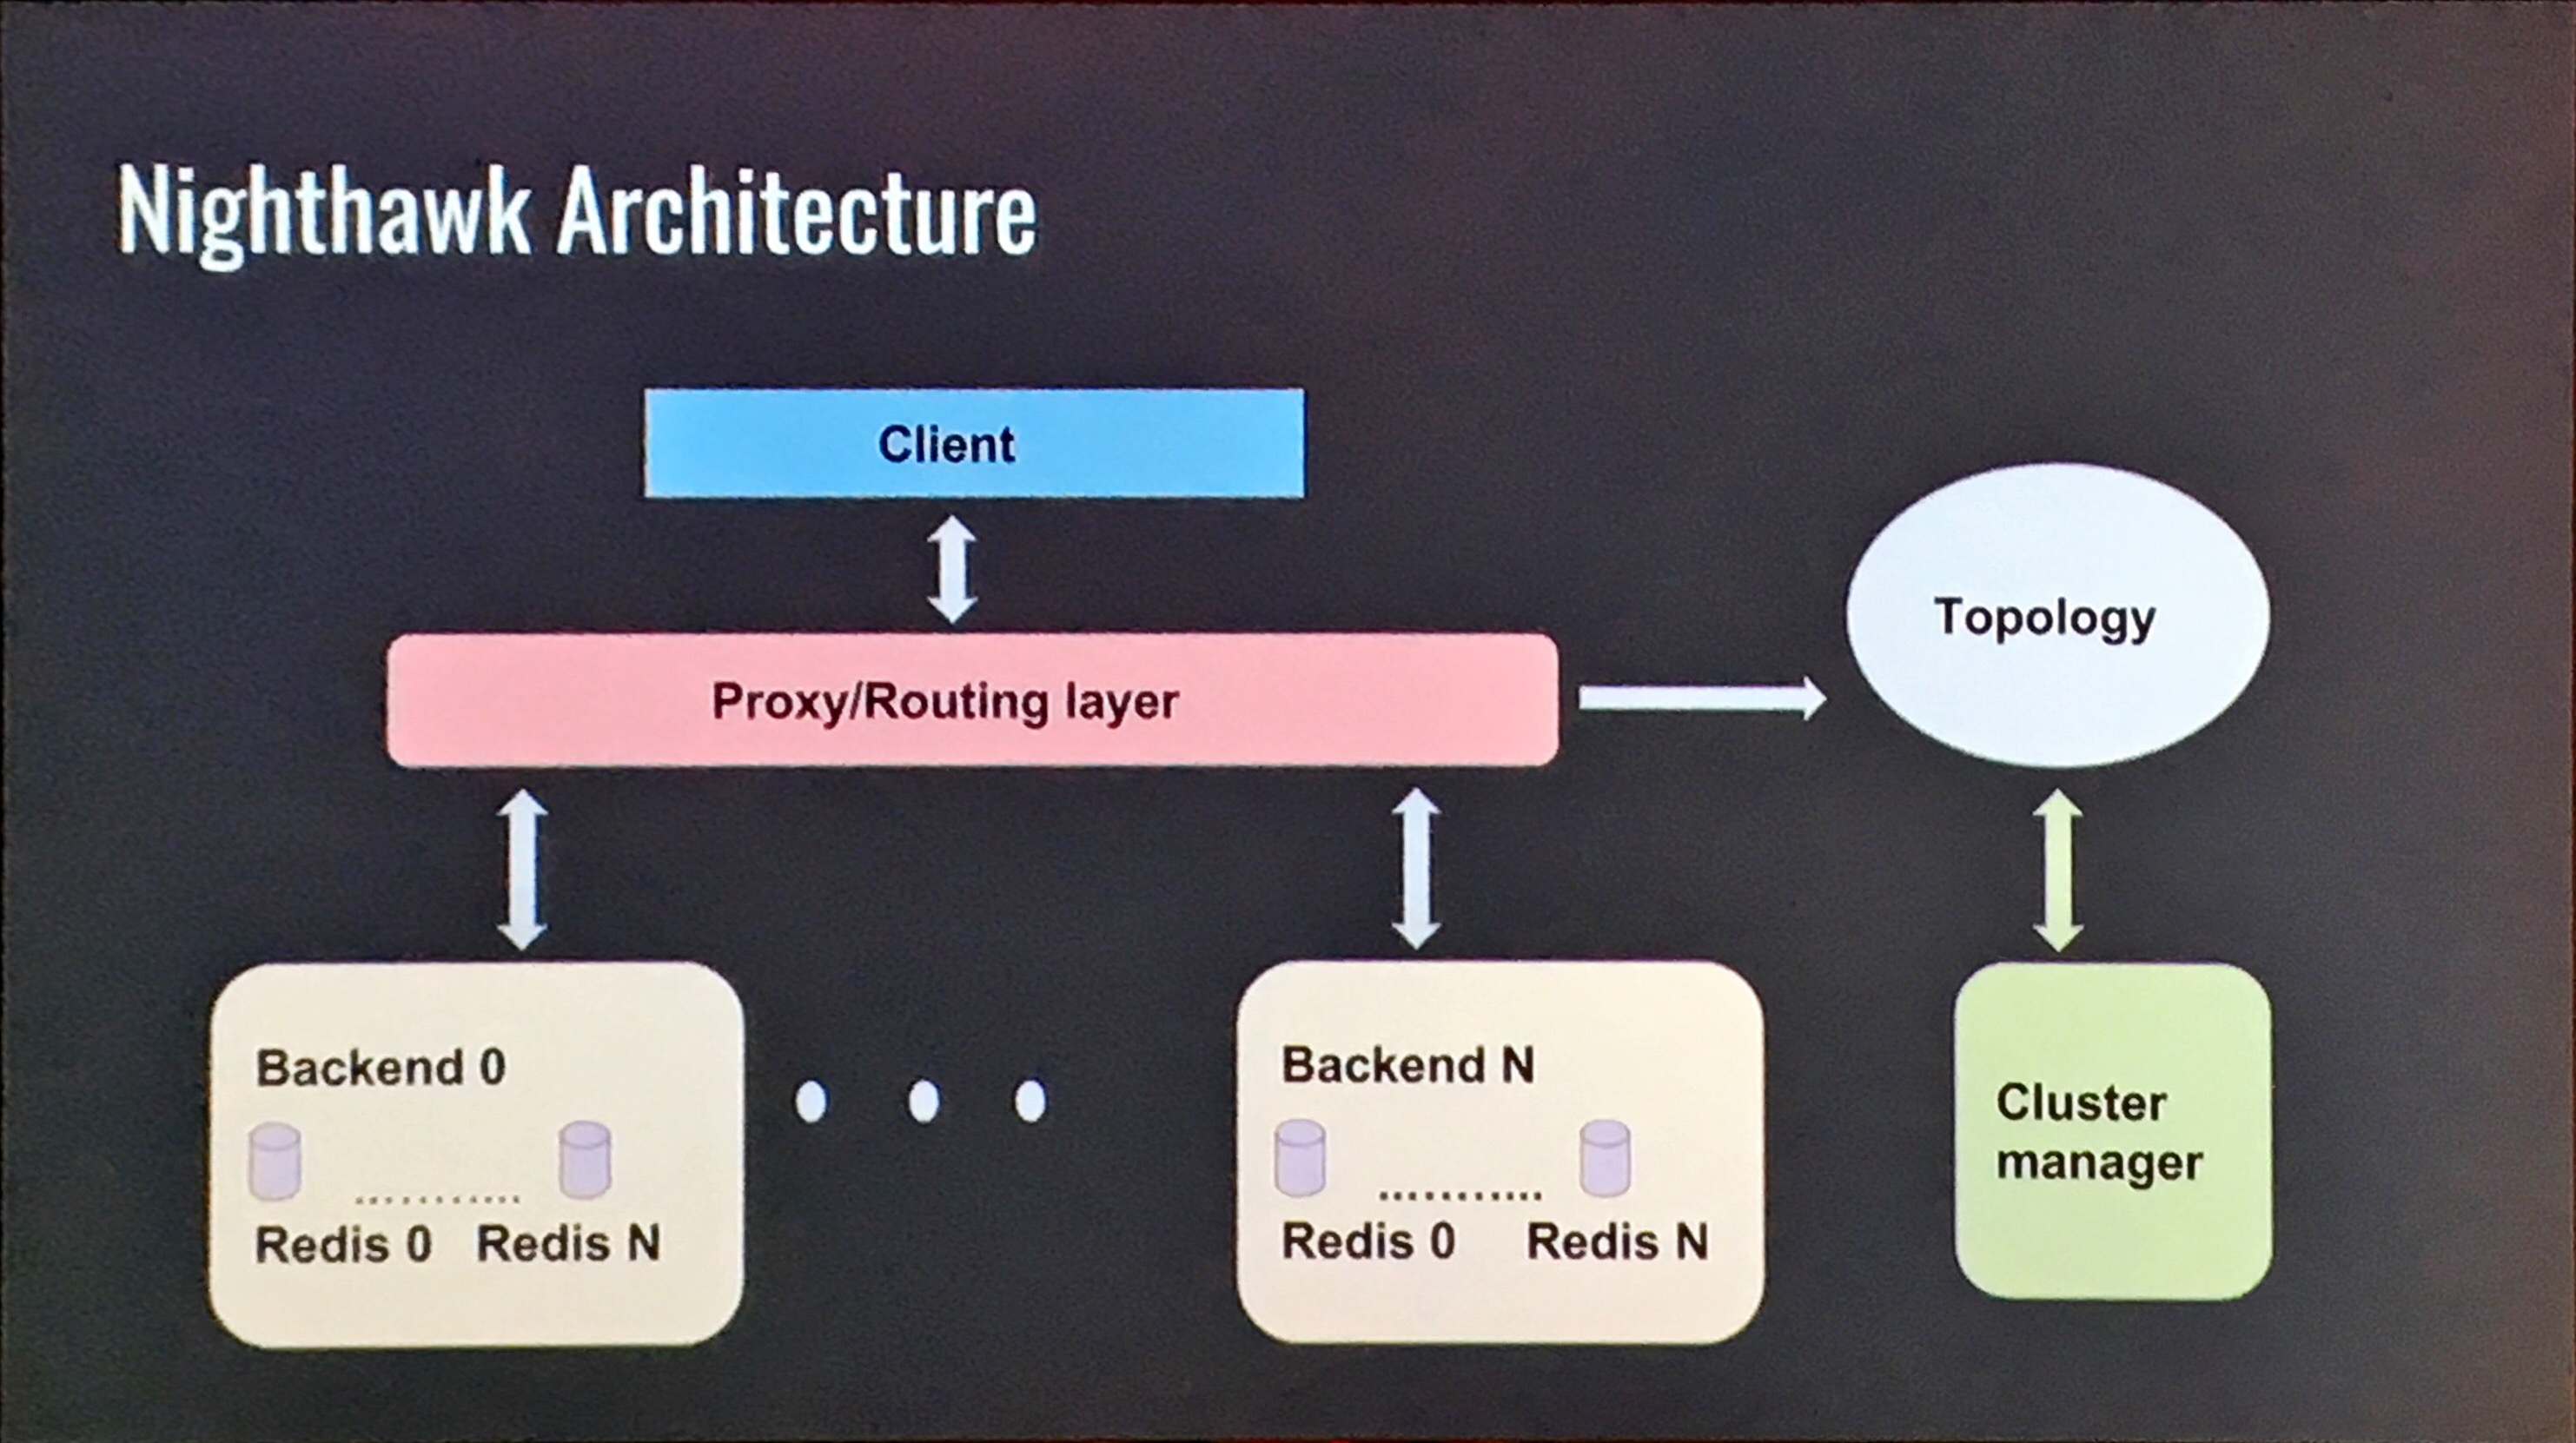 Nighthawk Architecture
Client
Topology
Proxy/Routing layer
Backend 0
Redis 0 Redis N
Backend N
Redis 0 Redis N
Cluster
manager